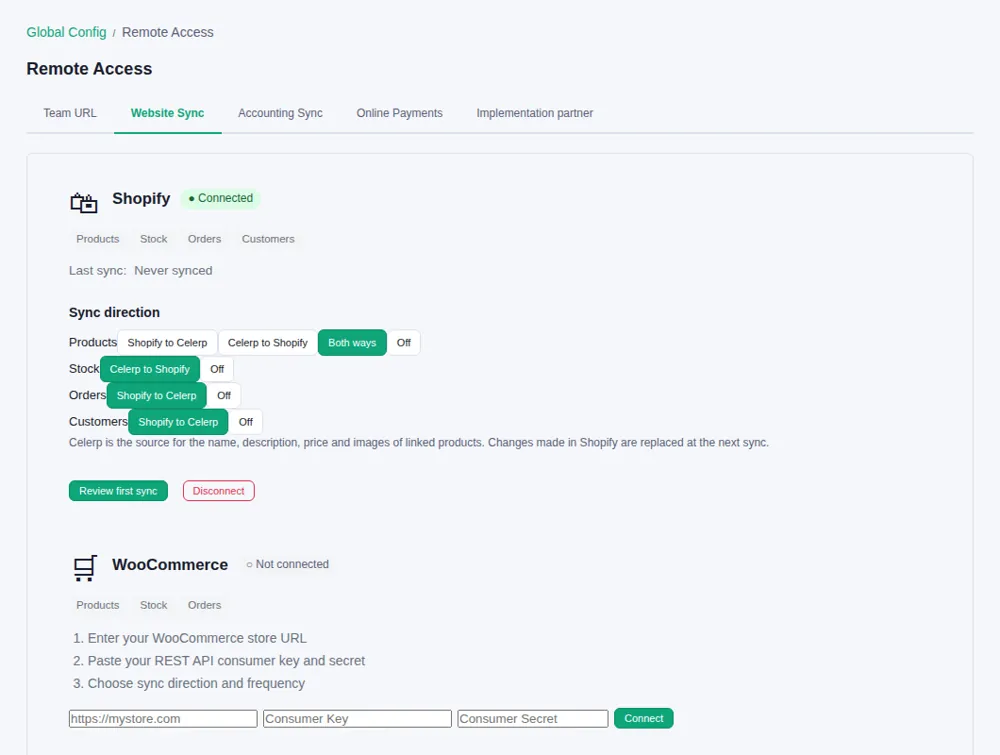 Global Config / Remote Access
Remote Access
Team URL Website Sync Accounting Sync Online Payments Implementation partner
Shopify ● Connected
Products Stock Orders Customers
Last sync: Never synced
Sync direction
Products Shopify to Celerp Celerp to Shopify Both ways Off
Stock Celerp to Shopify Off
Orders Shopify to Celerp Off
Customers Shopify to Celerp Off
Celerp is the source for the name, description, price and images of linked products. Changes made in Shopify are replaced at the next sync.
Review first sync Disconnect
WooCommerce ○ Not connected
Products Stock Orders
1. Enter your WooCommerce store URL
2. Paste your REST API consumer key and secret
3. Choose sync direction and frequency
https://mystore.com Consumer Key Consumer Secret Connect